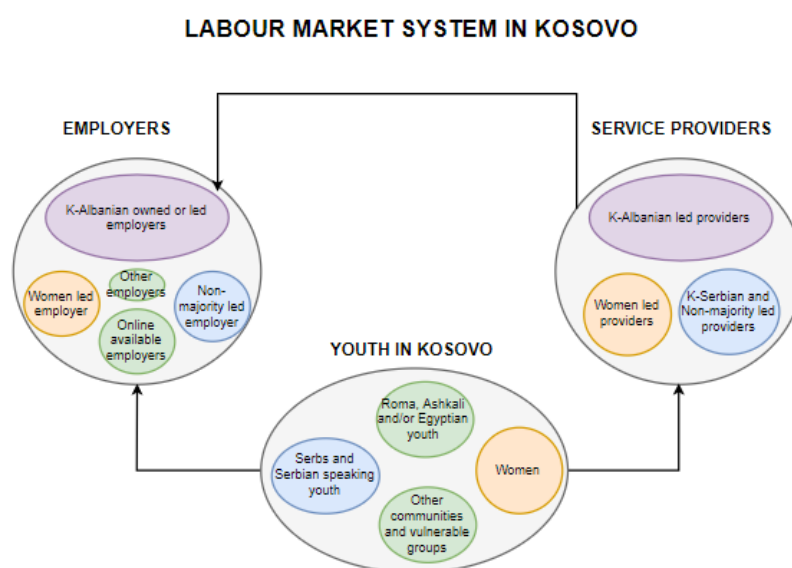 LABOUR MARKET SYSTEM IN KOSOVO
EMPLOYERS
K-Albanian owned or led
employers
Other
employers
Women led
employer
Non-
majority led
employer
Online
available
employers
SERVICE PROVIDERS
K-Albanian led providers
Women led
providers
K-Serbian and
Non-majority led
providers
YOUTH IN KOSOVO
Roma, Ashkali
and/or Egyptian
youth
Serbs and
Serbian speaking
youth
Women
Other
communities
and vulnerable
groups